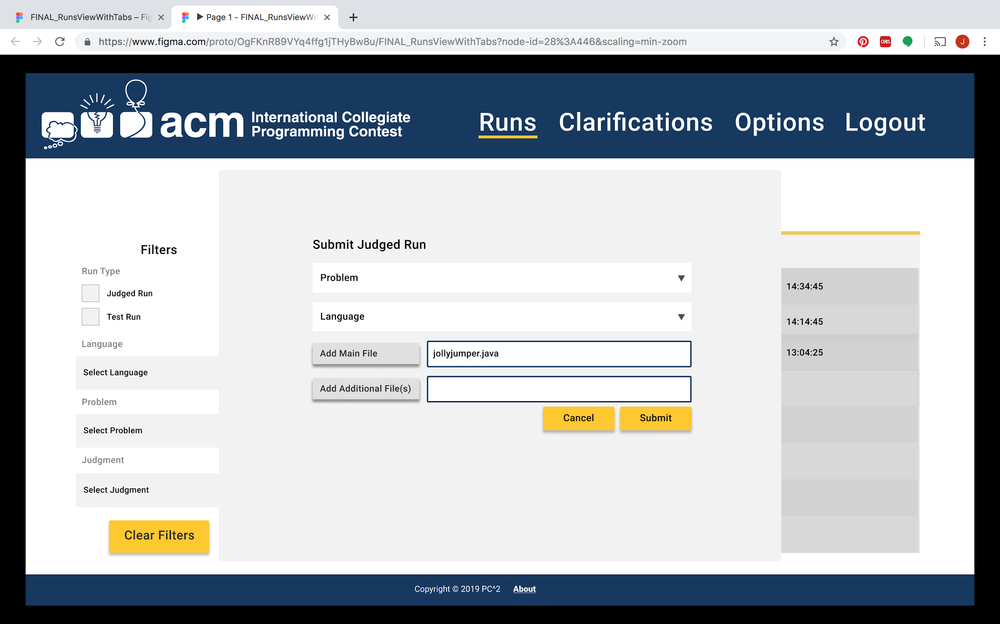 FINAL_RunsViewWithTabs – Fig
▶ Page 1 - FINAL_RunsViewWit
https://www.figma.com/proto/OgFKnR89VYq4ffg1jTHyBw8u/FINAL_RunsViewWithTabs?node-id=28%3A446&scaling=min-zoom
CORS
J
acm
International Collegiate
Programming Contest
Runs
Clarifications
Options
Logout
Filters
Run Type
Judged Run
Test Run
Language
Select Language
Problem
Select Problem
Judgment
Select Judgment
Clear Filters
Submit Judged Run
Problem
Language
Add Main File
jollyjumper.java
Add Additional File(s)
Cancel
Submit
14:34:45
14:14:45
13:04:25
Copyright © 2019 PC^2
About